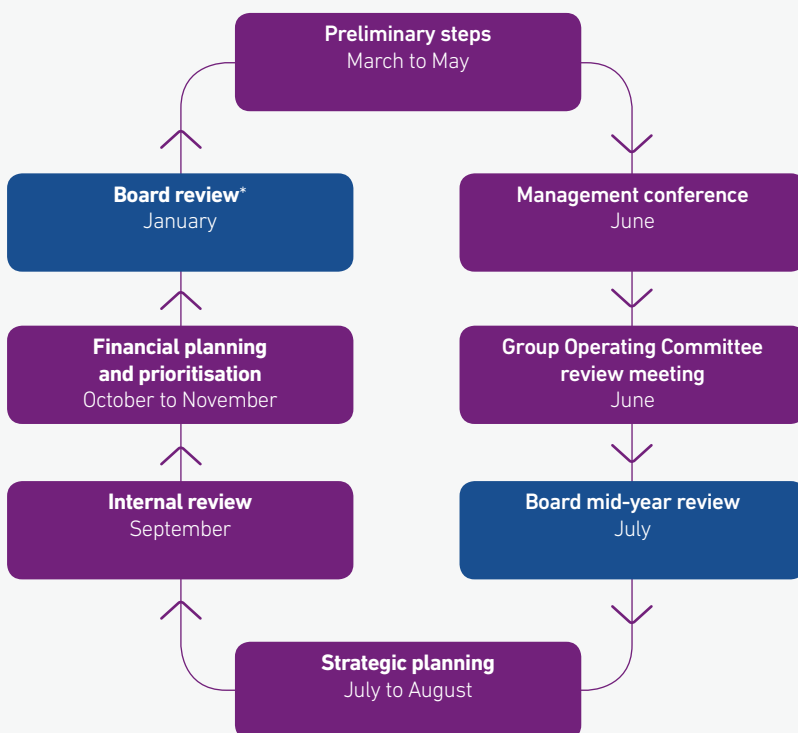 Preliminary steps
March to May
Management conference
June
Group Operating Committee
review meeting
June
Board mid-year review
July
Strategic planning
July to August
Internal review
September
Financial planning
and prioritisation
October to November
Board review*
January